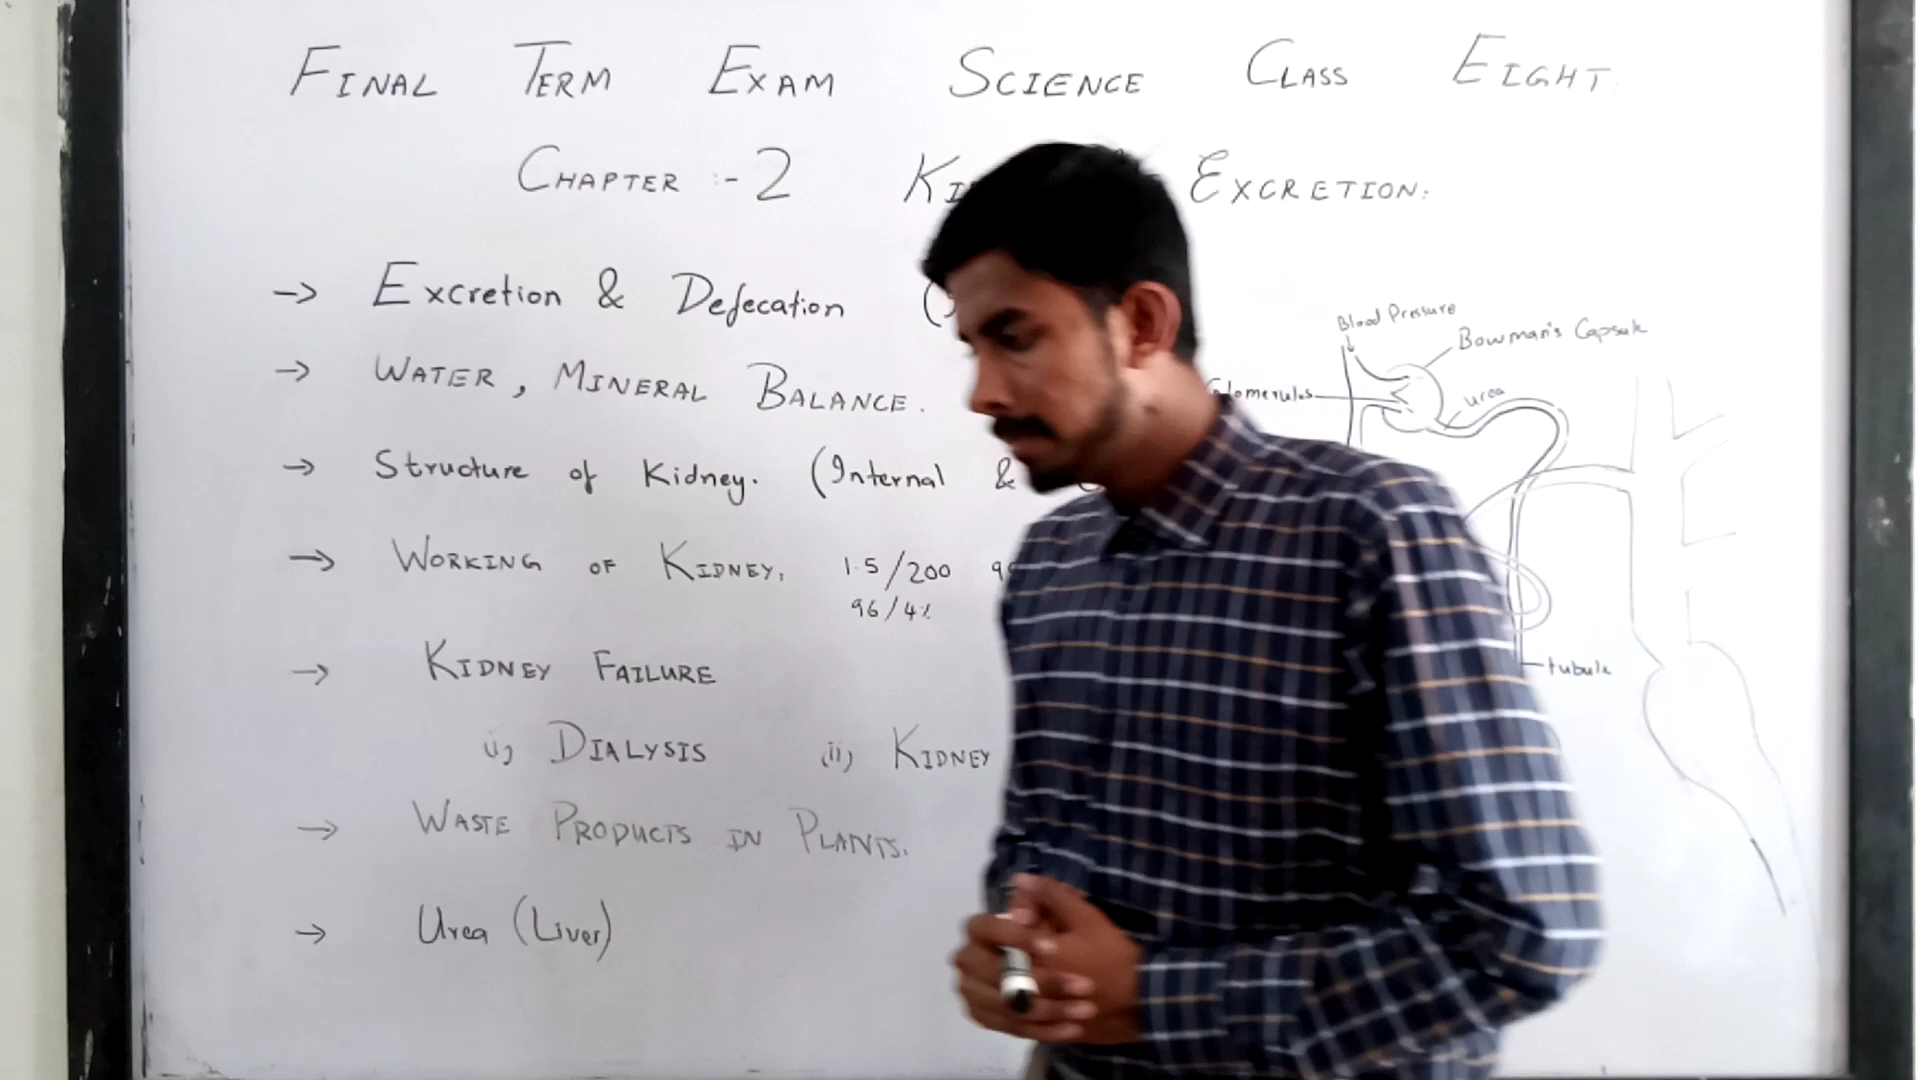 FINAL TERM EXAM SCIENCE CLASS EIGHT.
CHAPTER :- 2 EXCRETION.
→ Excretion & Defecation
→ WATER, MINERAL BALANCE.
→ Structure of Kidney. (Internal &
→ WORKING OF KIDNEY. 1.5/200
96/4%
→ KIDNEY FAILURE
i) DIALYSIS ii) KIDNEY
→ WASTE PRODUCTS IN PLANTS.
→ Urea (Liver)
Blood Pressure
Bowman's Capsule
Glomerulus
urea
tubule